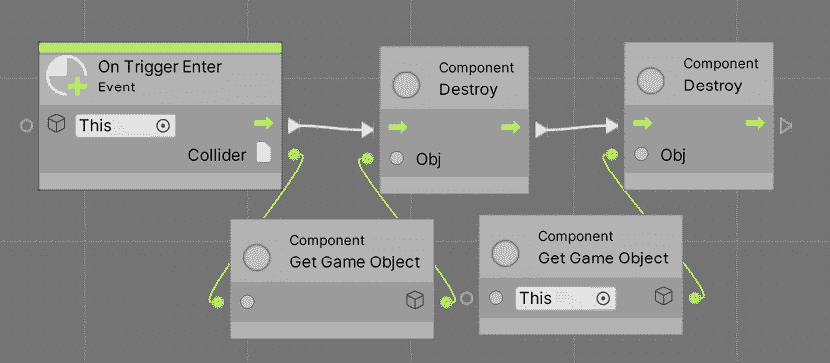 On Trigger Enter
Event
This
Collider
Component
Destroy
Obj
Component
Destroy
Obj
Component
Get Game Object
Component
Get Game Object
This